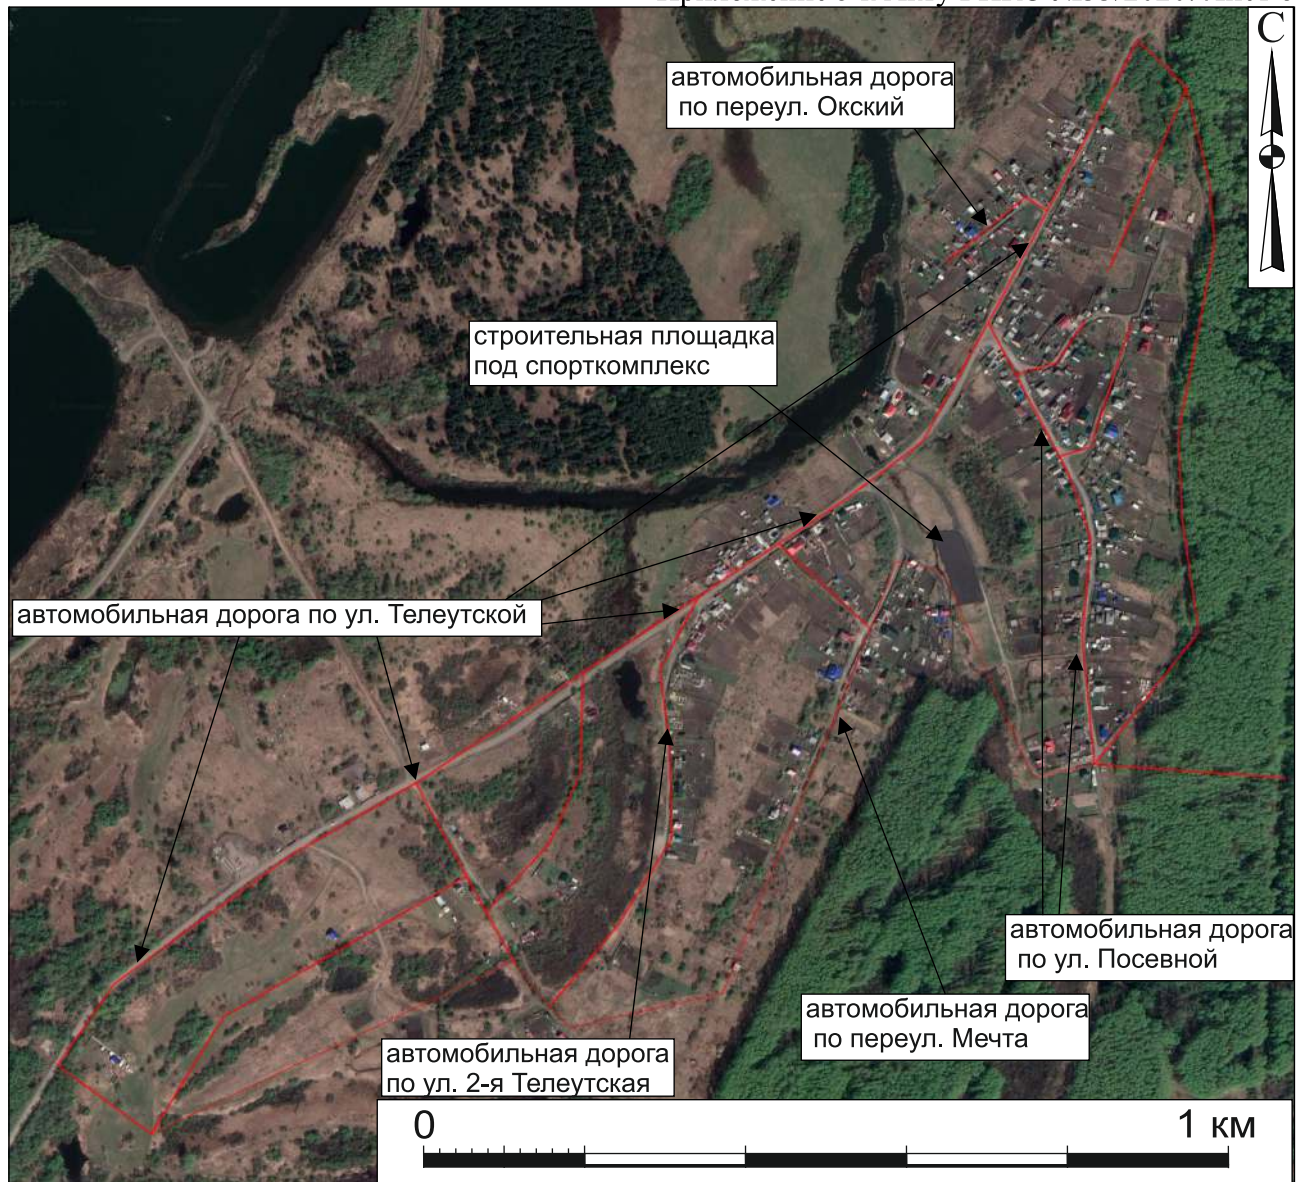 С
автомобильная дорога
по переул. Окский
строительная площадка
под спорткомплекс
автомобильная дорога по ул. Телеутской
автомобильная дорога
по ул. Посевной
автомобильная дорога
по переул. Мечта
автомобильная дорога
по ул. 2-я Телеутская
0 1 км